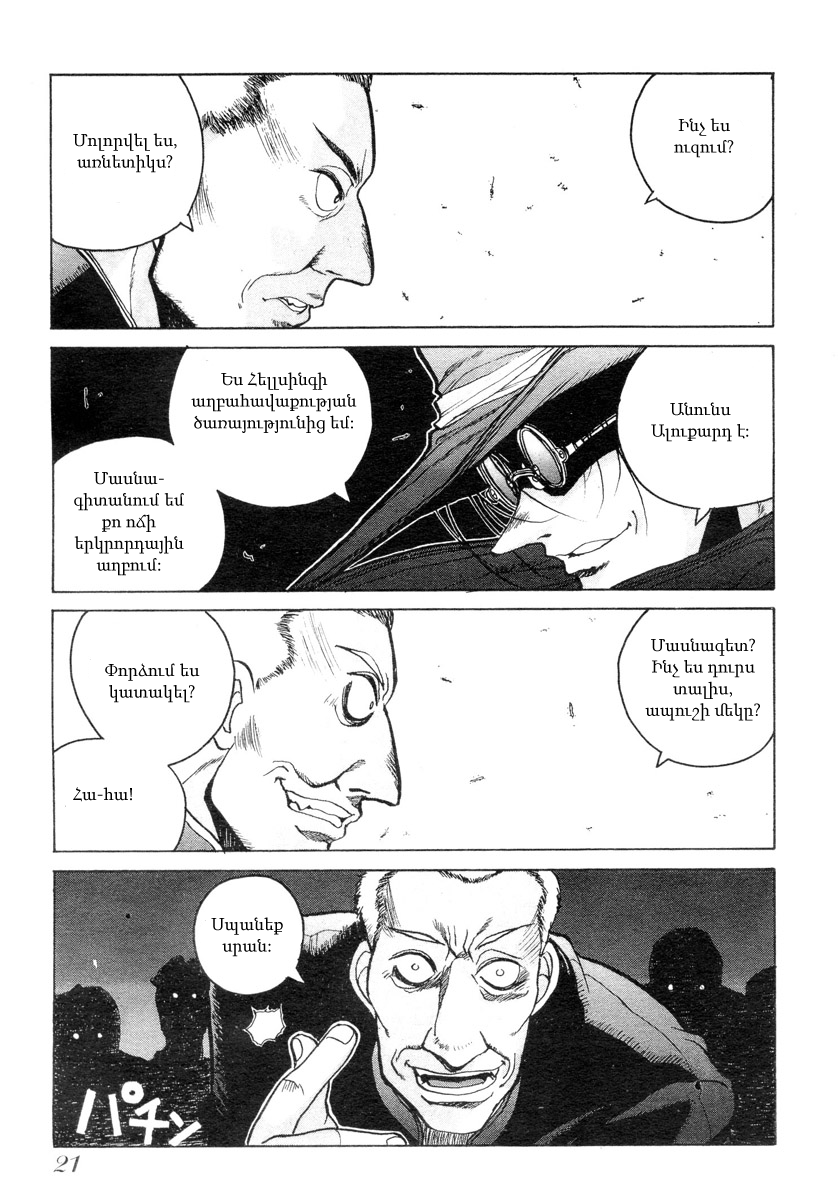 Ինչ ես
ուզում?
Մոլորվել ես,
առնետիկս?
Անունս
Ալուքարդ է:
Ես Հելլսինգի
աղբահավաքության
ծառայությունից եմ:
Մասնա-
գիտանում եմ
քո ոճի
երկրորդային
աղբում:
Մասնագետ?
Ինչ ես դուրս
տալիս,
ապուշի մեկը?
Փորձում ես
կատակել?
Հա-հա!
Սպանեք
սրան:
パチン
21